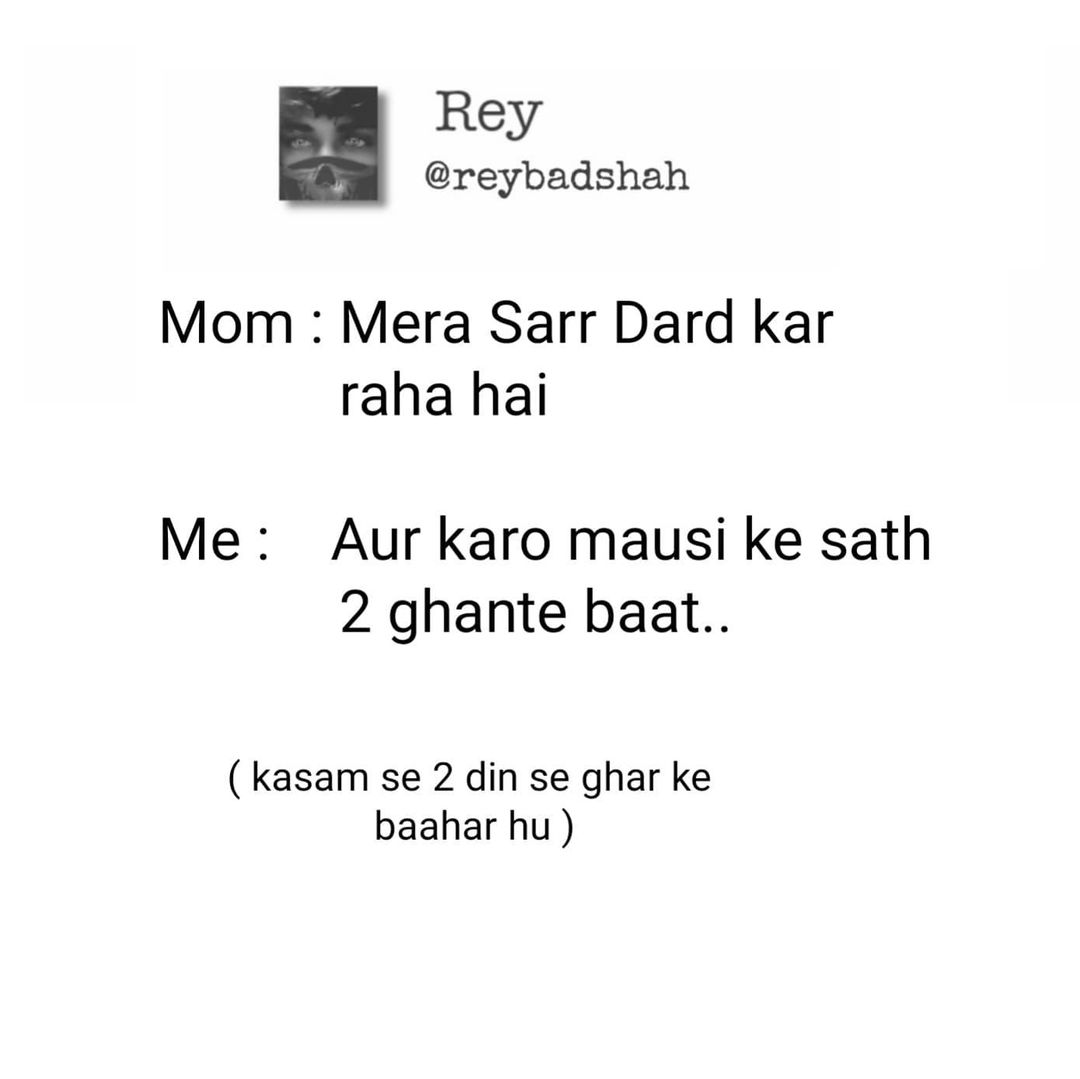 Rey
@reybadshah
Mom : Mera Sarr Dard kar
raha hai
Me : Aur karo mausi ke sath
2 ghante baat..
( kasam se 2 din se ghar ke
baahar hu )